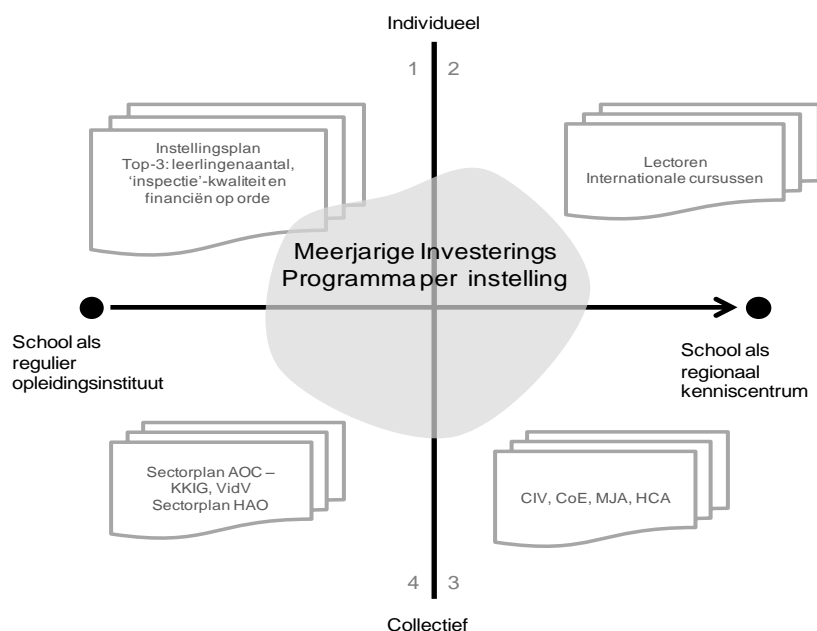 Individueel
1 2
Instellingsplan
Top-3: leerlingenaantal,
'inspectie'-kwaliteit en
financiën op orde
Lectoren
Internationale cursussen
Meerjarige Investerings
Programma per instelling
School als
regulier
opleidingsinstituut
School als
regionaal
kenniscentrum
Sectorplan AOC –
KKIG, VidV
Sectorplan HAO
CIV, CoE, MJA, HCA
4 3
Collectief